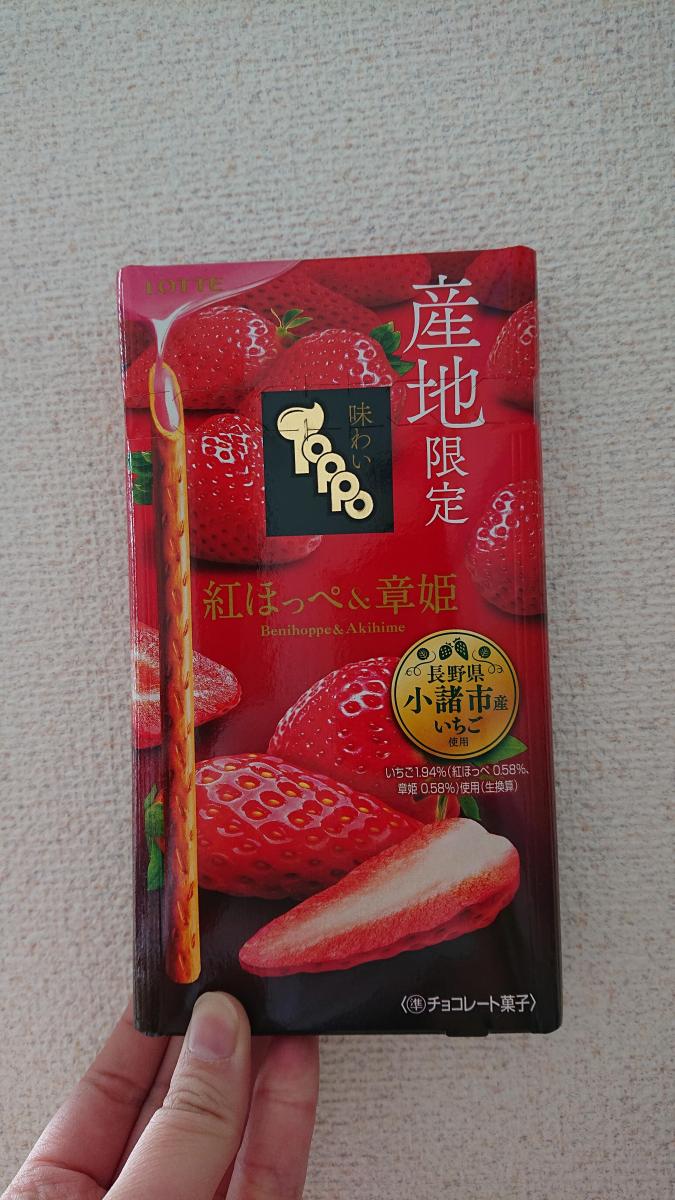 LOTTE
産地限定
味わい
Toppo
紅ほっぺ&章姫
Benihoppe & Akihime
長野県
小諸市産
いちご
使用
いちご1.94%(紅ほっぺ 0.58%、
章姫 0.58%)使用(生換算)
〈㊜チョコレート菓子〉